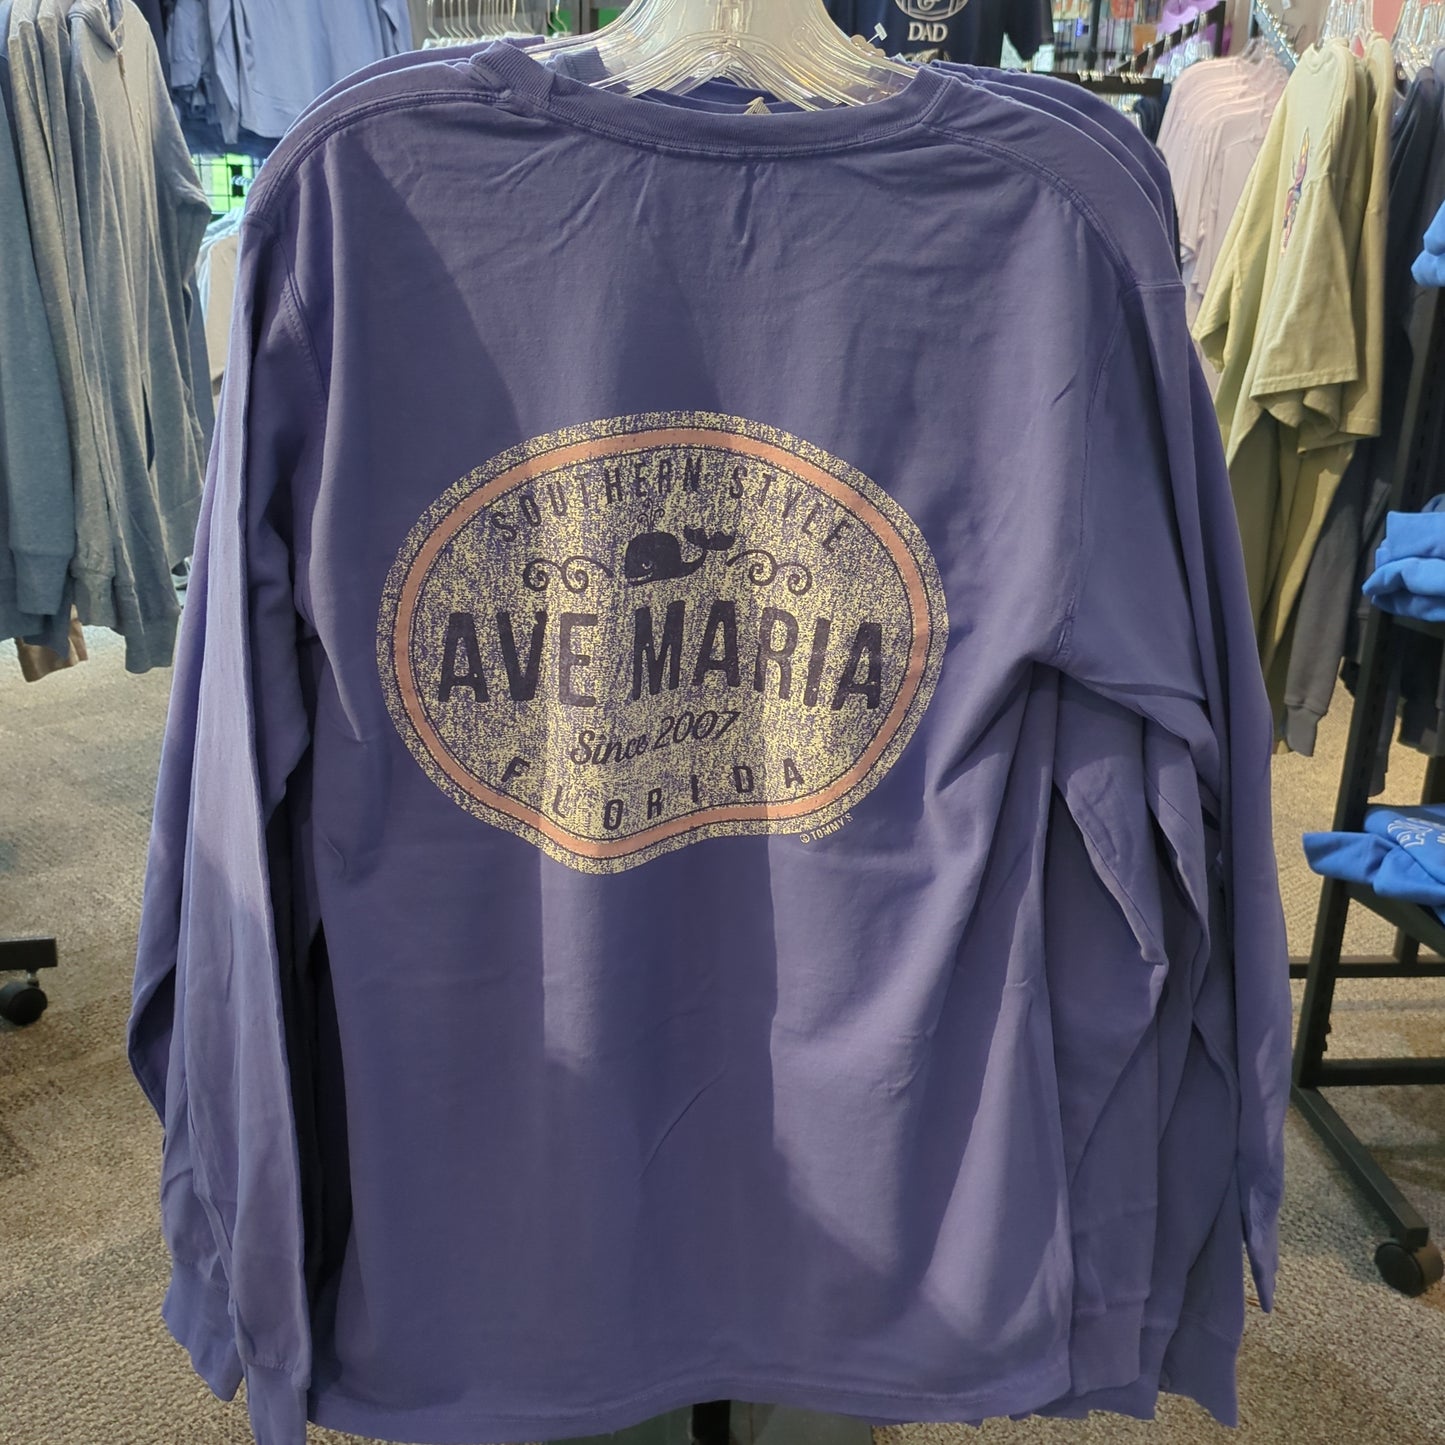 DAD
SOUTHERN STYLE
AVE MARIA
Since 2007
FLORIDA
© TOMMY'S